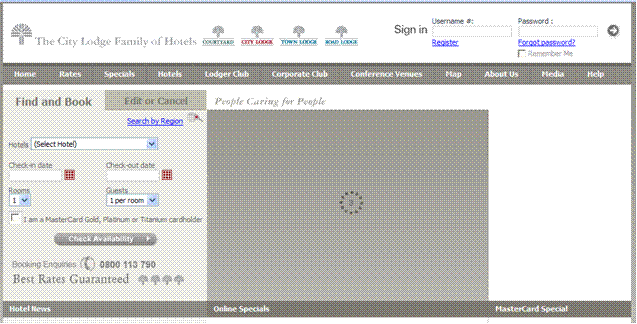 Username #:
Password :
Sign in
Register
Forgot password?
Remember Me
The City Lodge Family of Hotels
COURTYARD
CITY LODGE
TOWN LODGE
ROAD LODGE
Home
Rates
Specials
Hotels
Lodger Club
Corporate Club
Conference Venues
Map
About Us
Media
Help
Find and Book
Edit or Cancel
People Caring for People
Search by Region
Hotels
(Select Hotel)
Check-in date
Check-out date
Rooms
Guests
1
1 per room
I am a MasterCard Gold, Platinum or Titanium cardholder
Check Availability
Booking Enquiries
0800 113 790
Best Rates Guaranteed
Hotel News
Online Specials
MasterCard Special